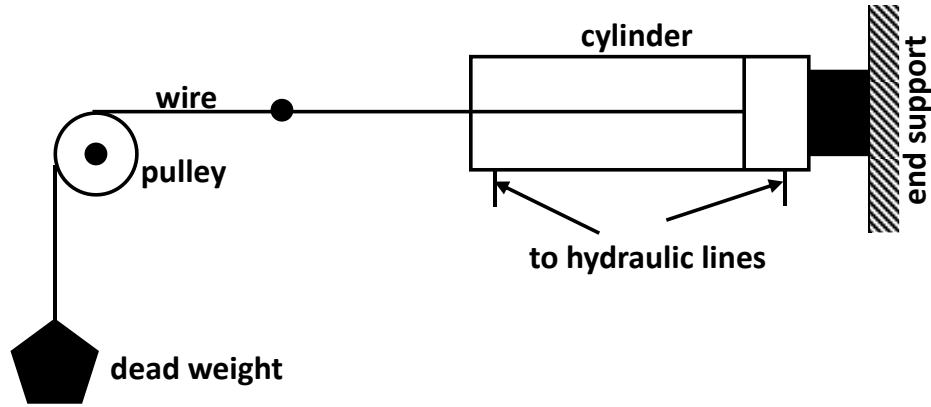 cylinder
wire
pulley
end support
to hydraulic lines
dead weight